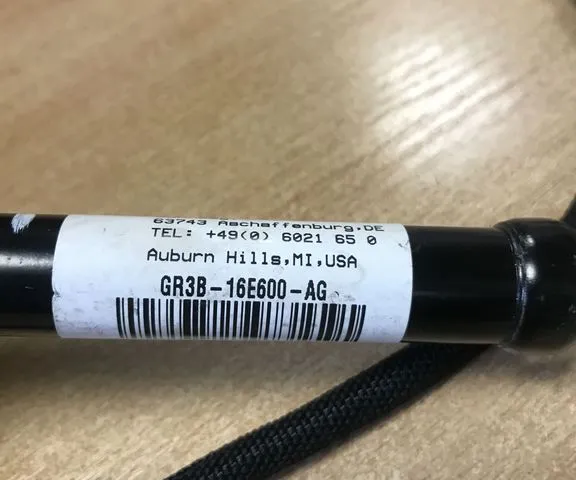 63743 Aschaffenburg,DE
TEL: +49(0) 6021 65 0
Auburn Hills,MI,USA
GR3B-16E600-AG